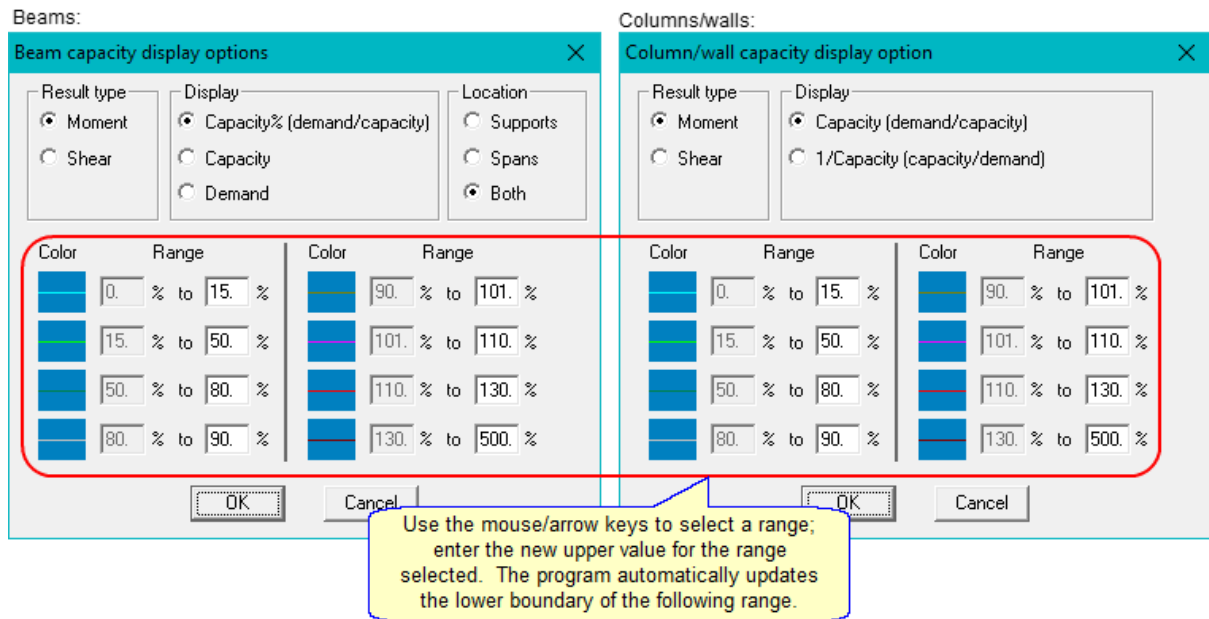 Beams:
Beam capacity display options
Result type
Display
Location
Moment
Capacity% (demand/capacity)
Supports
Shear
Capacity
Spans
Demand
Both
Color Range Color Range
0. % to 15. % 90. % to 101. %
15. % to 50. % 101. % to 110. %
50. % to 80. % 110. % to 130. %
80. % to 90. % 130. % to 500. %
OK Cancel
Columns/walls:
Column/wall capacity display option
Result type
Display
Moment
Capacity (demand/capacity)
Shear
1/Capacity (capacity/demand)
Color Range Color Range
0. % to 15. % 90. % to 101. %
15. % to 50. % 101. % to 110. %
50. % to 80. % 110. % to 130. %
80. % to 90. % 130. % to 500. %
OK Cancel
Use the mouse/arrow keys to select a range;
enter the new upper value for the range
selected. The program automatically updates
the lower boundary of the following range.